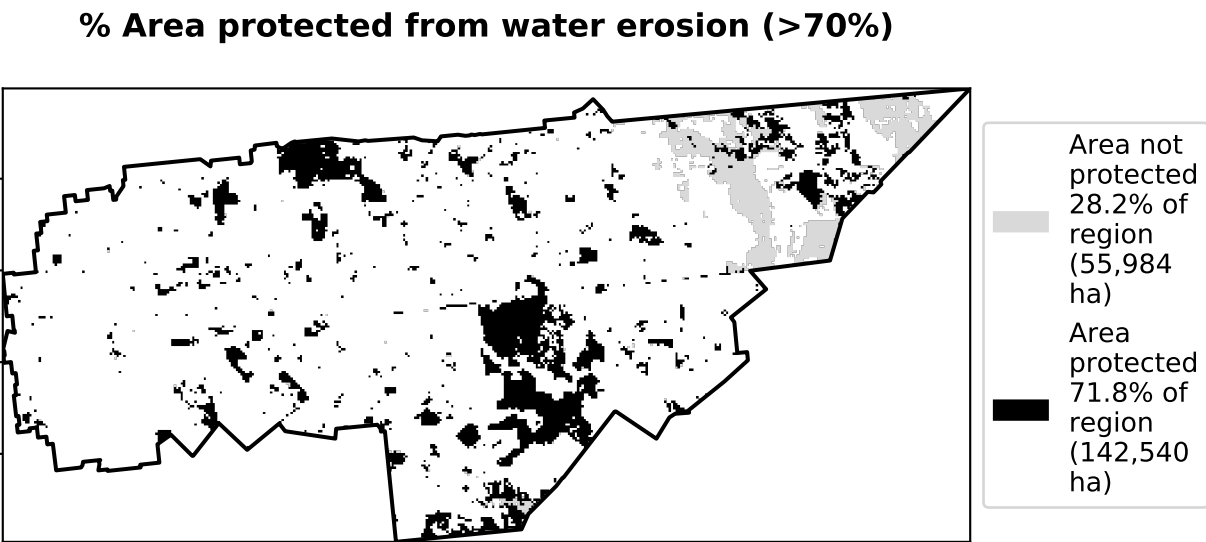 % Area protected from water erosion (>70%)
Area not
protected
28.2% of
region
(55,984
ha)
Area
protected
71.8% of
region
(142,540
ha)